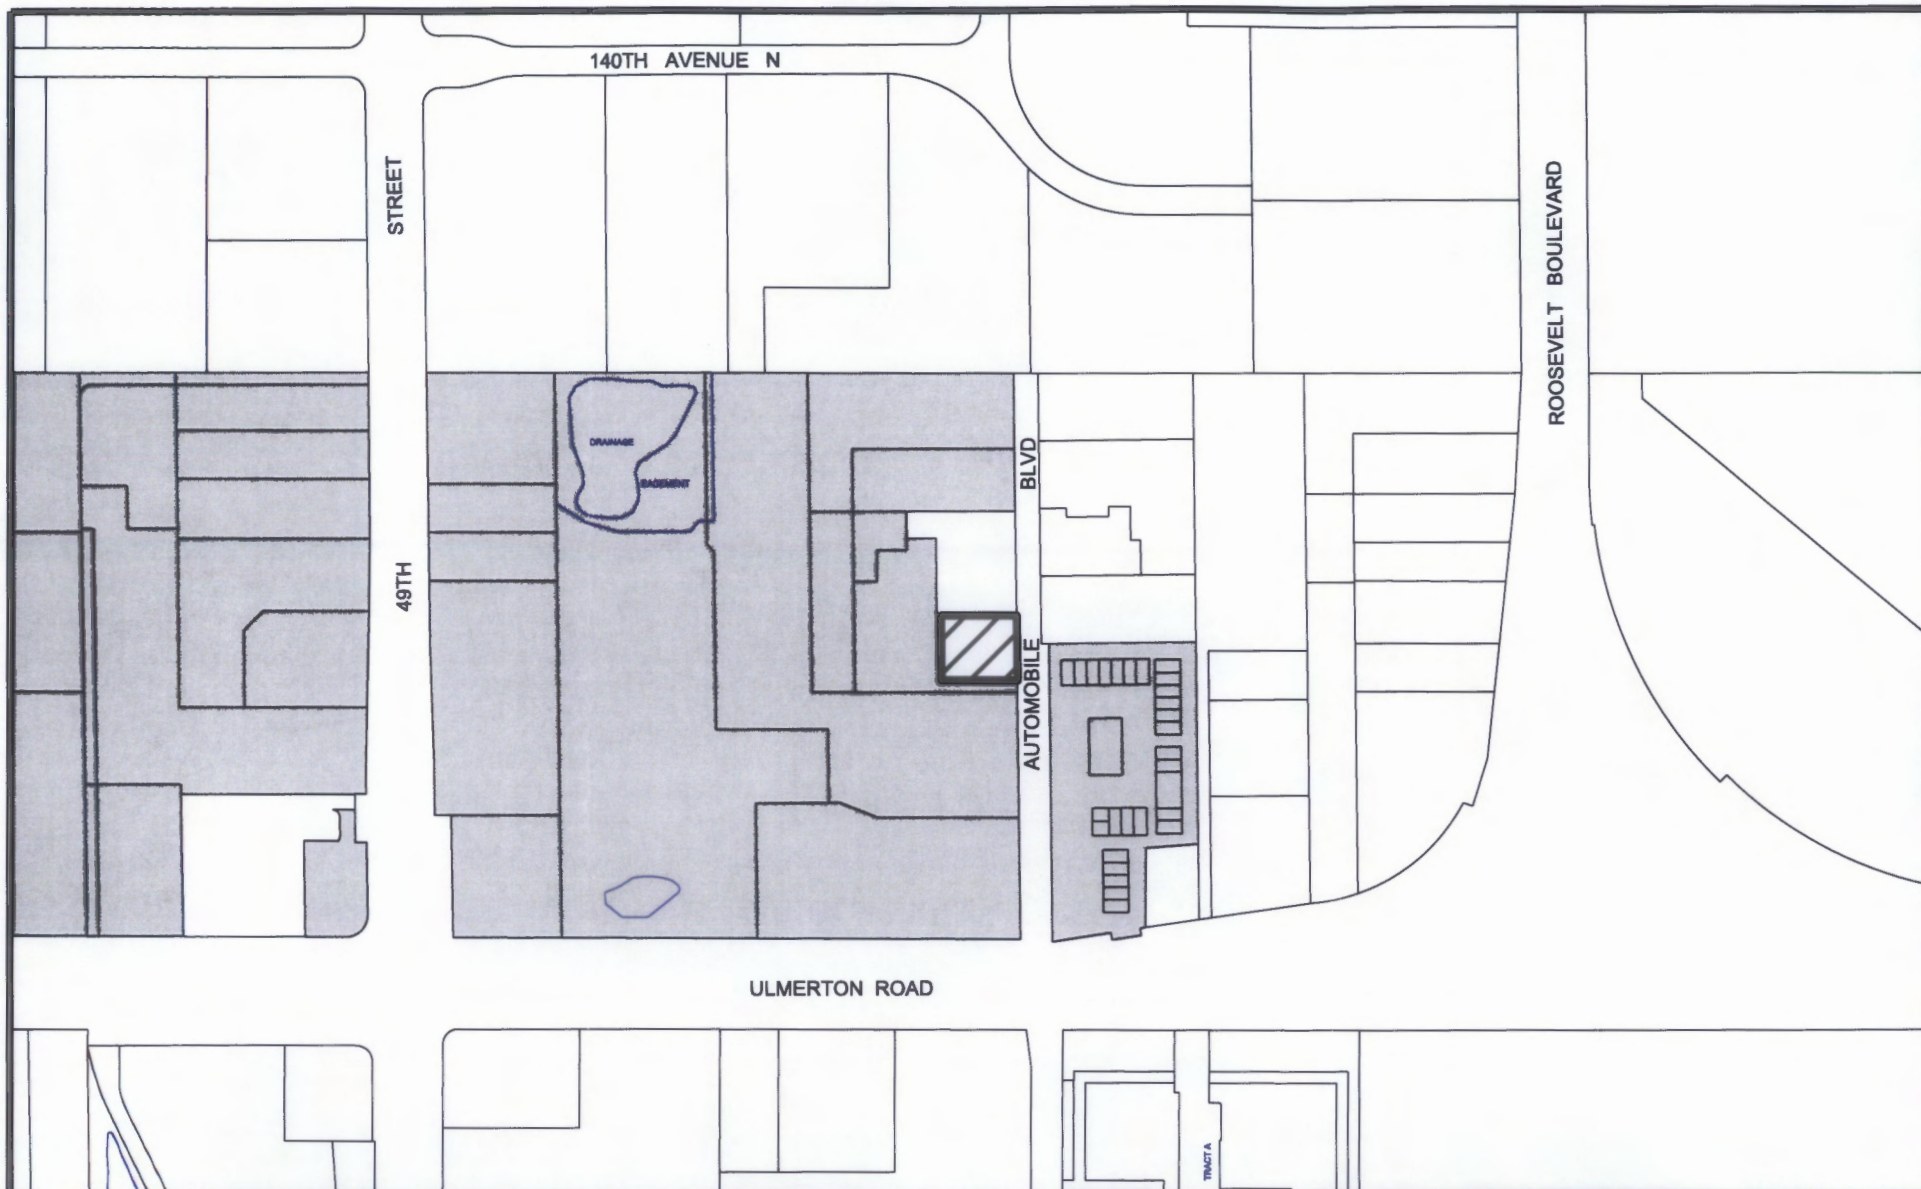 140TH AVENUE N
STREET
49TH
ROOSEVELT BOULEVARD
DRAINAGE
EASEMENT
BLVD
AUTOMOBILE
ULMERTON ROAD
TRACT A